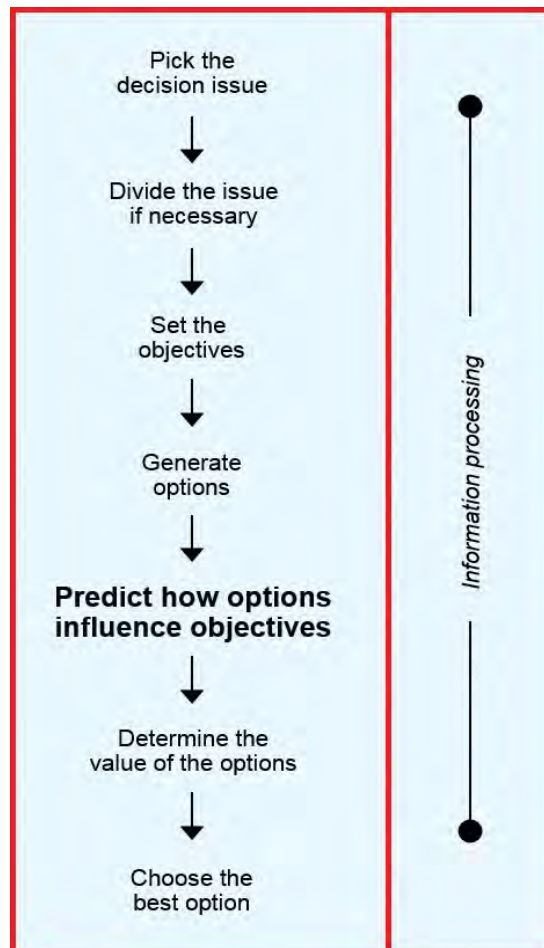 Pick the
decision issue
Divide the issue
if necessary
Set the
objectives
Generate
options
Predict how options
influence objectives
Determine the
value of the options
Choose the
best option
Information processing